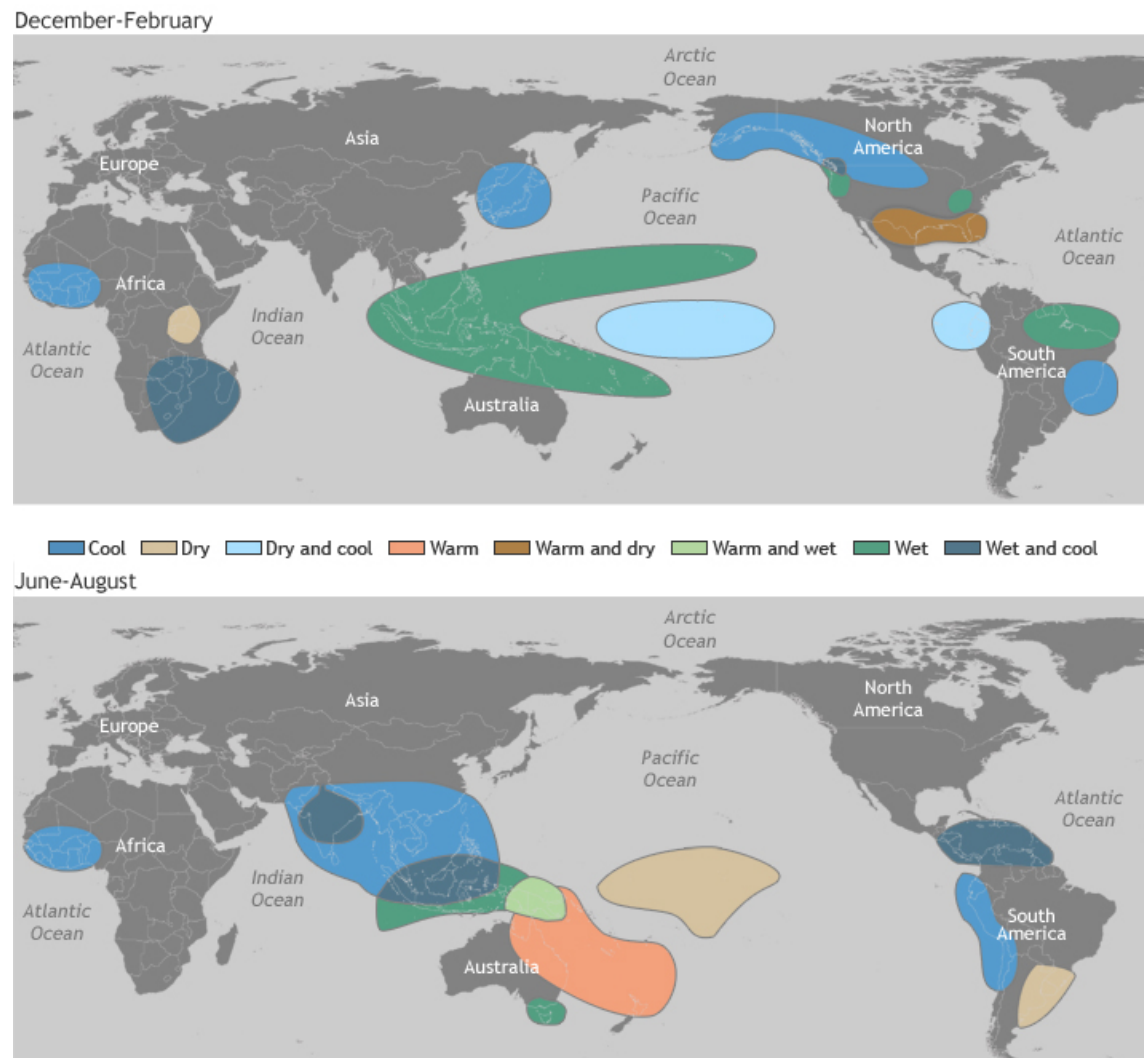 December-February
Arctic
Ocean
North
America
Asia
Europe
Pacific
Ocean
Atlantic
Ocean
Africa
Indian
Ocean
Atlantic
Ocean
South
America
Australia
Cool Dry Dry and cool Warm Warm and dry Warm and wet Wet Wet and cool
June-August
Arctic
Ocean
North
America
Asia
Europe
Pacific
Ocean
Atlantic
Ocean
Africa
Indian
Ocean
Atlantic
Ocean
South
America
Australia